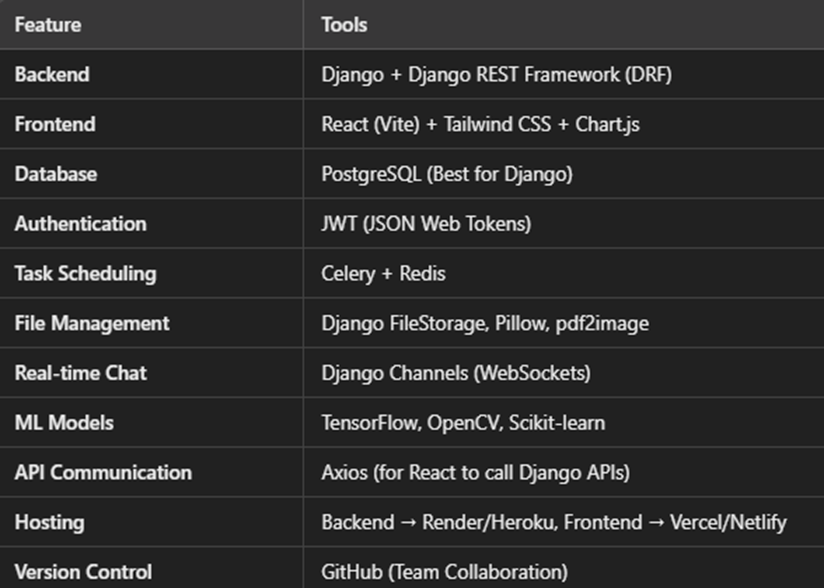 Feature Tools
Backend Django + Django REST Framework (DRF)
Frontend React (Vite) + Tailwind CSS + Chart.js
Database PostgreSQL (Best for Django)
Authentication JWT (JSON Web Tokens)
Task Scheduling Celery + Redis
File Management Django FileStorage, Pillow, pdf2image
Real-time Chat Django Channels (WebSockets)
ML Models TensorFlow, OpenCV, Scikit-learn
API Communication Axios (for React to call Django APIs)
Hosting Backend → Render/Heroku, Frontend → Vercel/Netlify
Version Control GitHub (Team Collaboration)